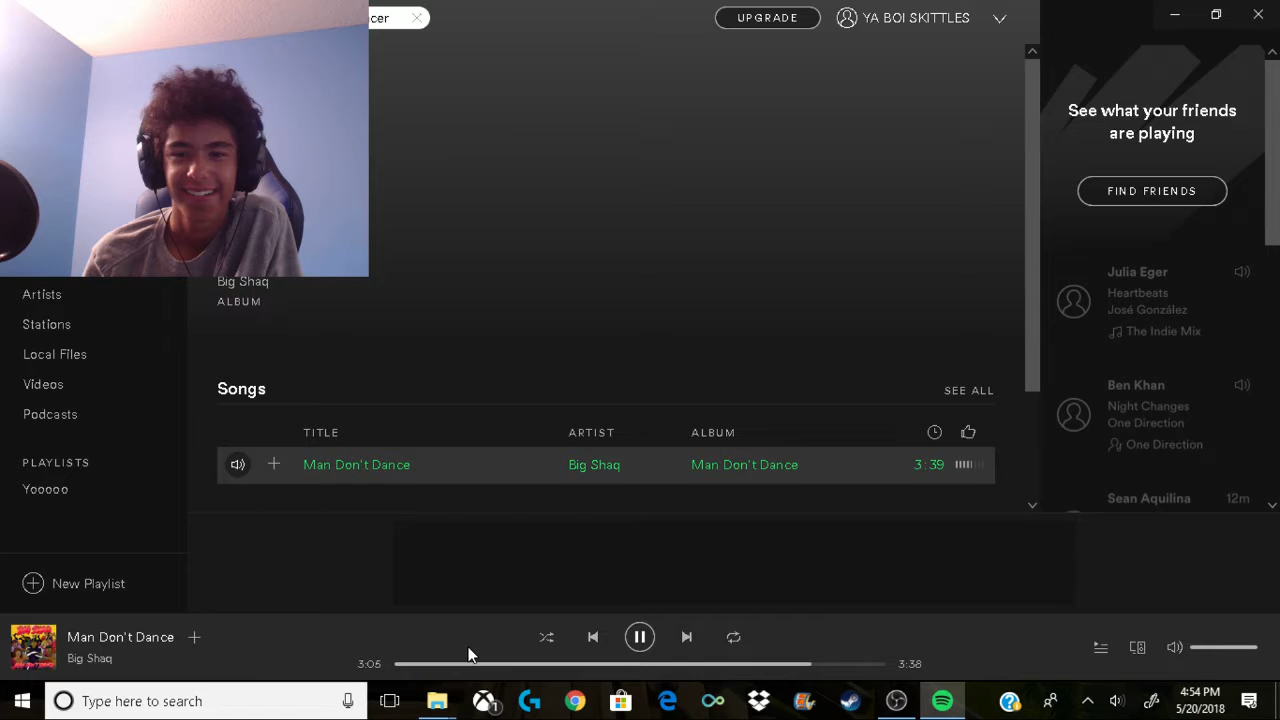 cer
UPGRADE
YA BOI SKITTLES
See what your friends
are playing
FIND FRIENDS
Big Shaq
ALBUM
Artists
Stations
Local Files
Videos
Podcasts
PLAYLISTS
Yooooo
New Playlist
Songs
SEE ALL
TITLE ARTIST ALBUM
Man Don't Dance Big Shaq Man Don't Dance 3:39
Julia Eger
Heartbeats
José González
The Indie Mix
Ben Khan
Night Changes
One Direction
One Direction
Sean Aquilina 12m
Man Don't Dance
Big Shaq
3:05
3:38
Type here to search
1
4:54 PM
5/20/2018